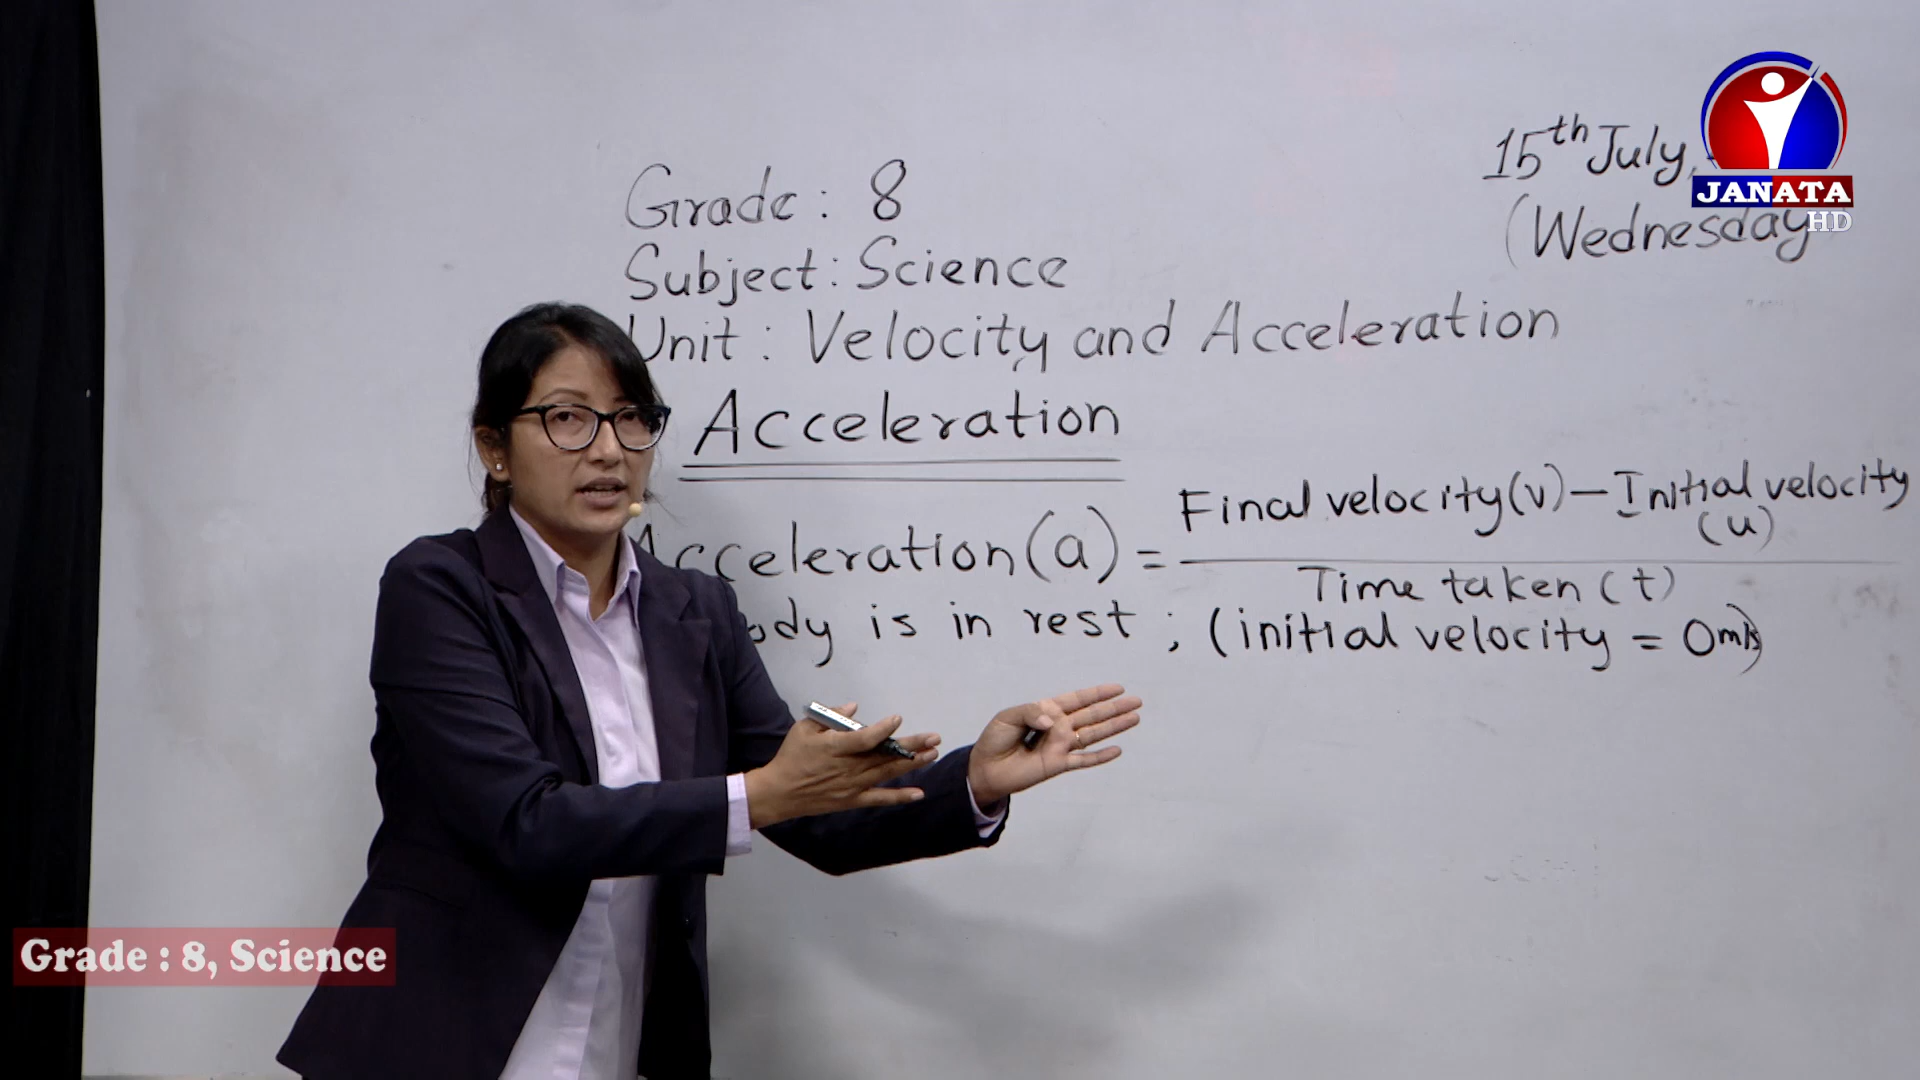 15th July,
(Wednesday
JANATA
HD
Grade: 8
Subject: Science
Unit: Velocity and Acceleration
Acceleration
Acceleration(a) = Final velocity(v) – Initial velocity (u)
Time taken (t)
body is in rest ; (initial velocity = 0m/s)
Grade : 8, Science